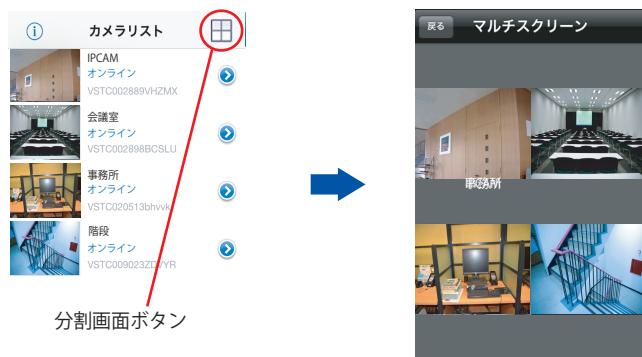 カメラリスト
IPCAM
オンライン
VSTC002889VHZMX
会議室
オンライン
VSTC002898BCSLU
事務所
オンライン
VSTC020513bhvvk
階段
オンライン
分割画面ボタン
戻る
マルチスクリーン